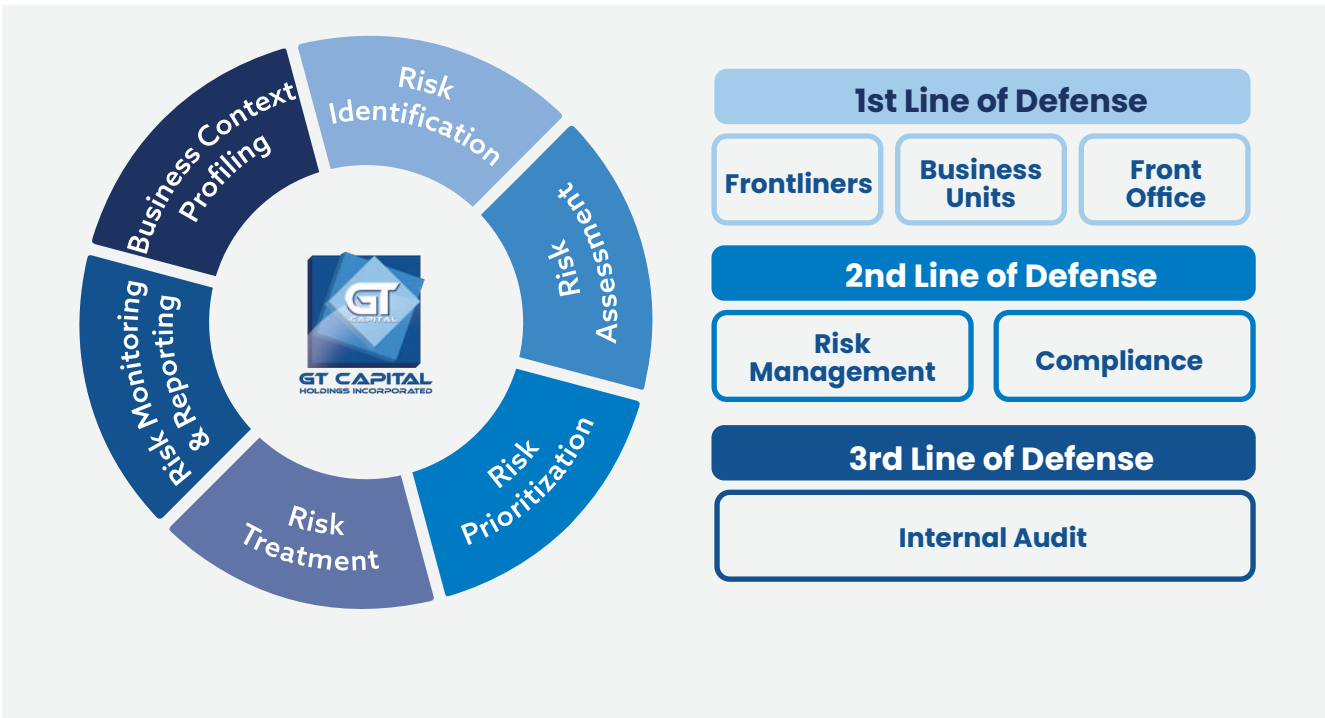 Business Context
Profiling
Risk
Identification
Risk
Assessment
Risk
Prioritization
Risk
Treatment
Risk Monitoring
& Reporting
GT
CAPITAL
GT CAPITAL
HOLDINGS INCORPORATED
1st Line of Defense
Frontliners
Business
Units
Front
Office
2nd Line of Defense
Risk
Management
Compliance
3rd Line of Defense
Internal Audit